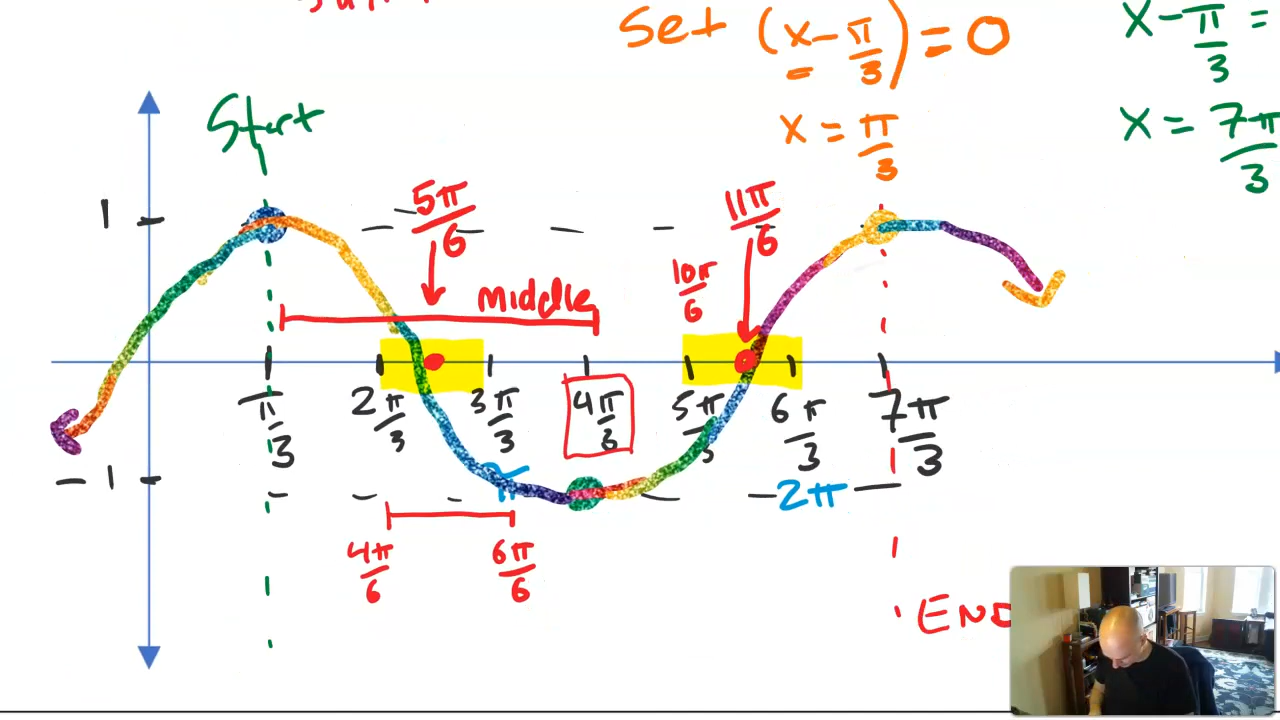 Set (x-π/3) = 0
x-π/3 =
x = π/3
x = 7π/3
Start
1
5π/6
11π/6
10π/6
Middle
π/3
2π/3
3π/3
4π/3
5π/3
6π/3
7π/3
-1
π
2π
4π/6
6π/6
END